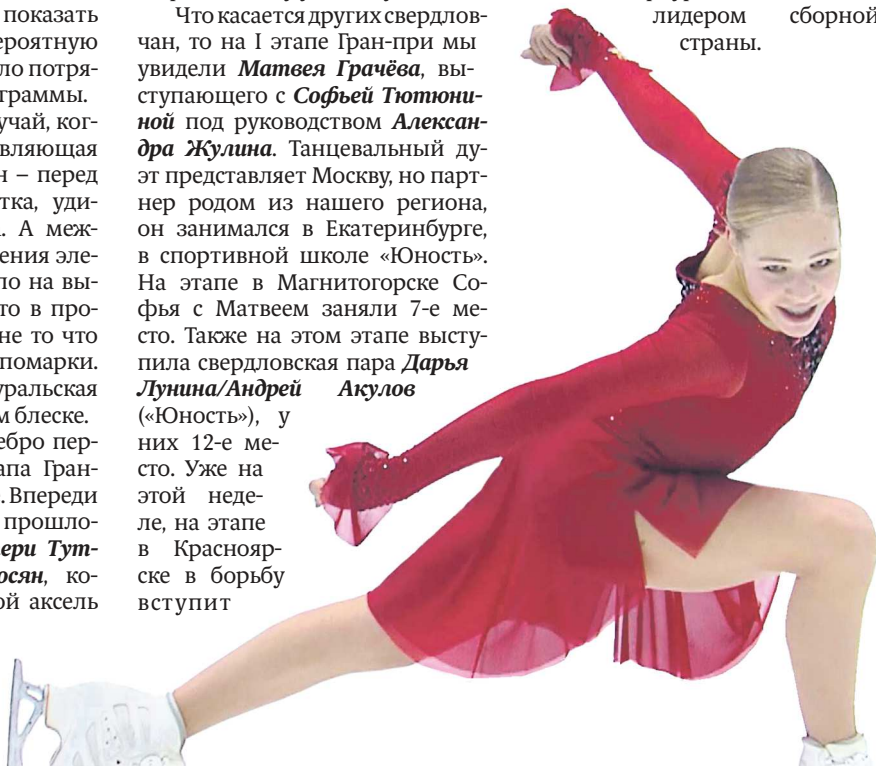 показать
ероятную
ло потря-
граммы.
учай, ког-
вляющая
н – перед
тка, уди-
. А меж-
ения эле-
ло на вы-
то в про-
не то что
помарки.
уральская
м блеске.
ебро пер-
апа Гран-
. Впереди
прошло-
ери Тут-
осян, ко-
ой аксель
Что касается других свердлов-
чан, то на I этапе Гран-при мы
увидели Матвея Грачёва, вы-
ступающего с Софьей Тютюни-
ной под руководством Алексан-
дра Жулина. Танцевальный ду-
эт представляет Москву, но парт-
нер родом из нашего региона,
он занимался в Екатеринбурге,
в спортивной школе «Юность».
На этапе в Магнитогорске Со-
фья с Матвеем заняли 7-е ме-
сто. Также на этом этапе высту-
пила свердловская пара Дарья
Лунина/Андрей Акулов
(«Юность»), у
них 12-е ме-
сто. Уже на
этой неде-
ле, на этапе
в Краснояр-
ске в борьбу
вступит
лидером сборной
страны.